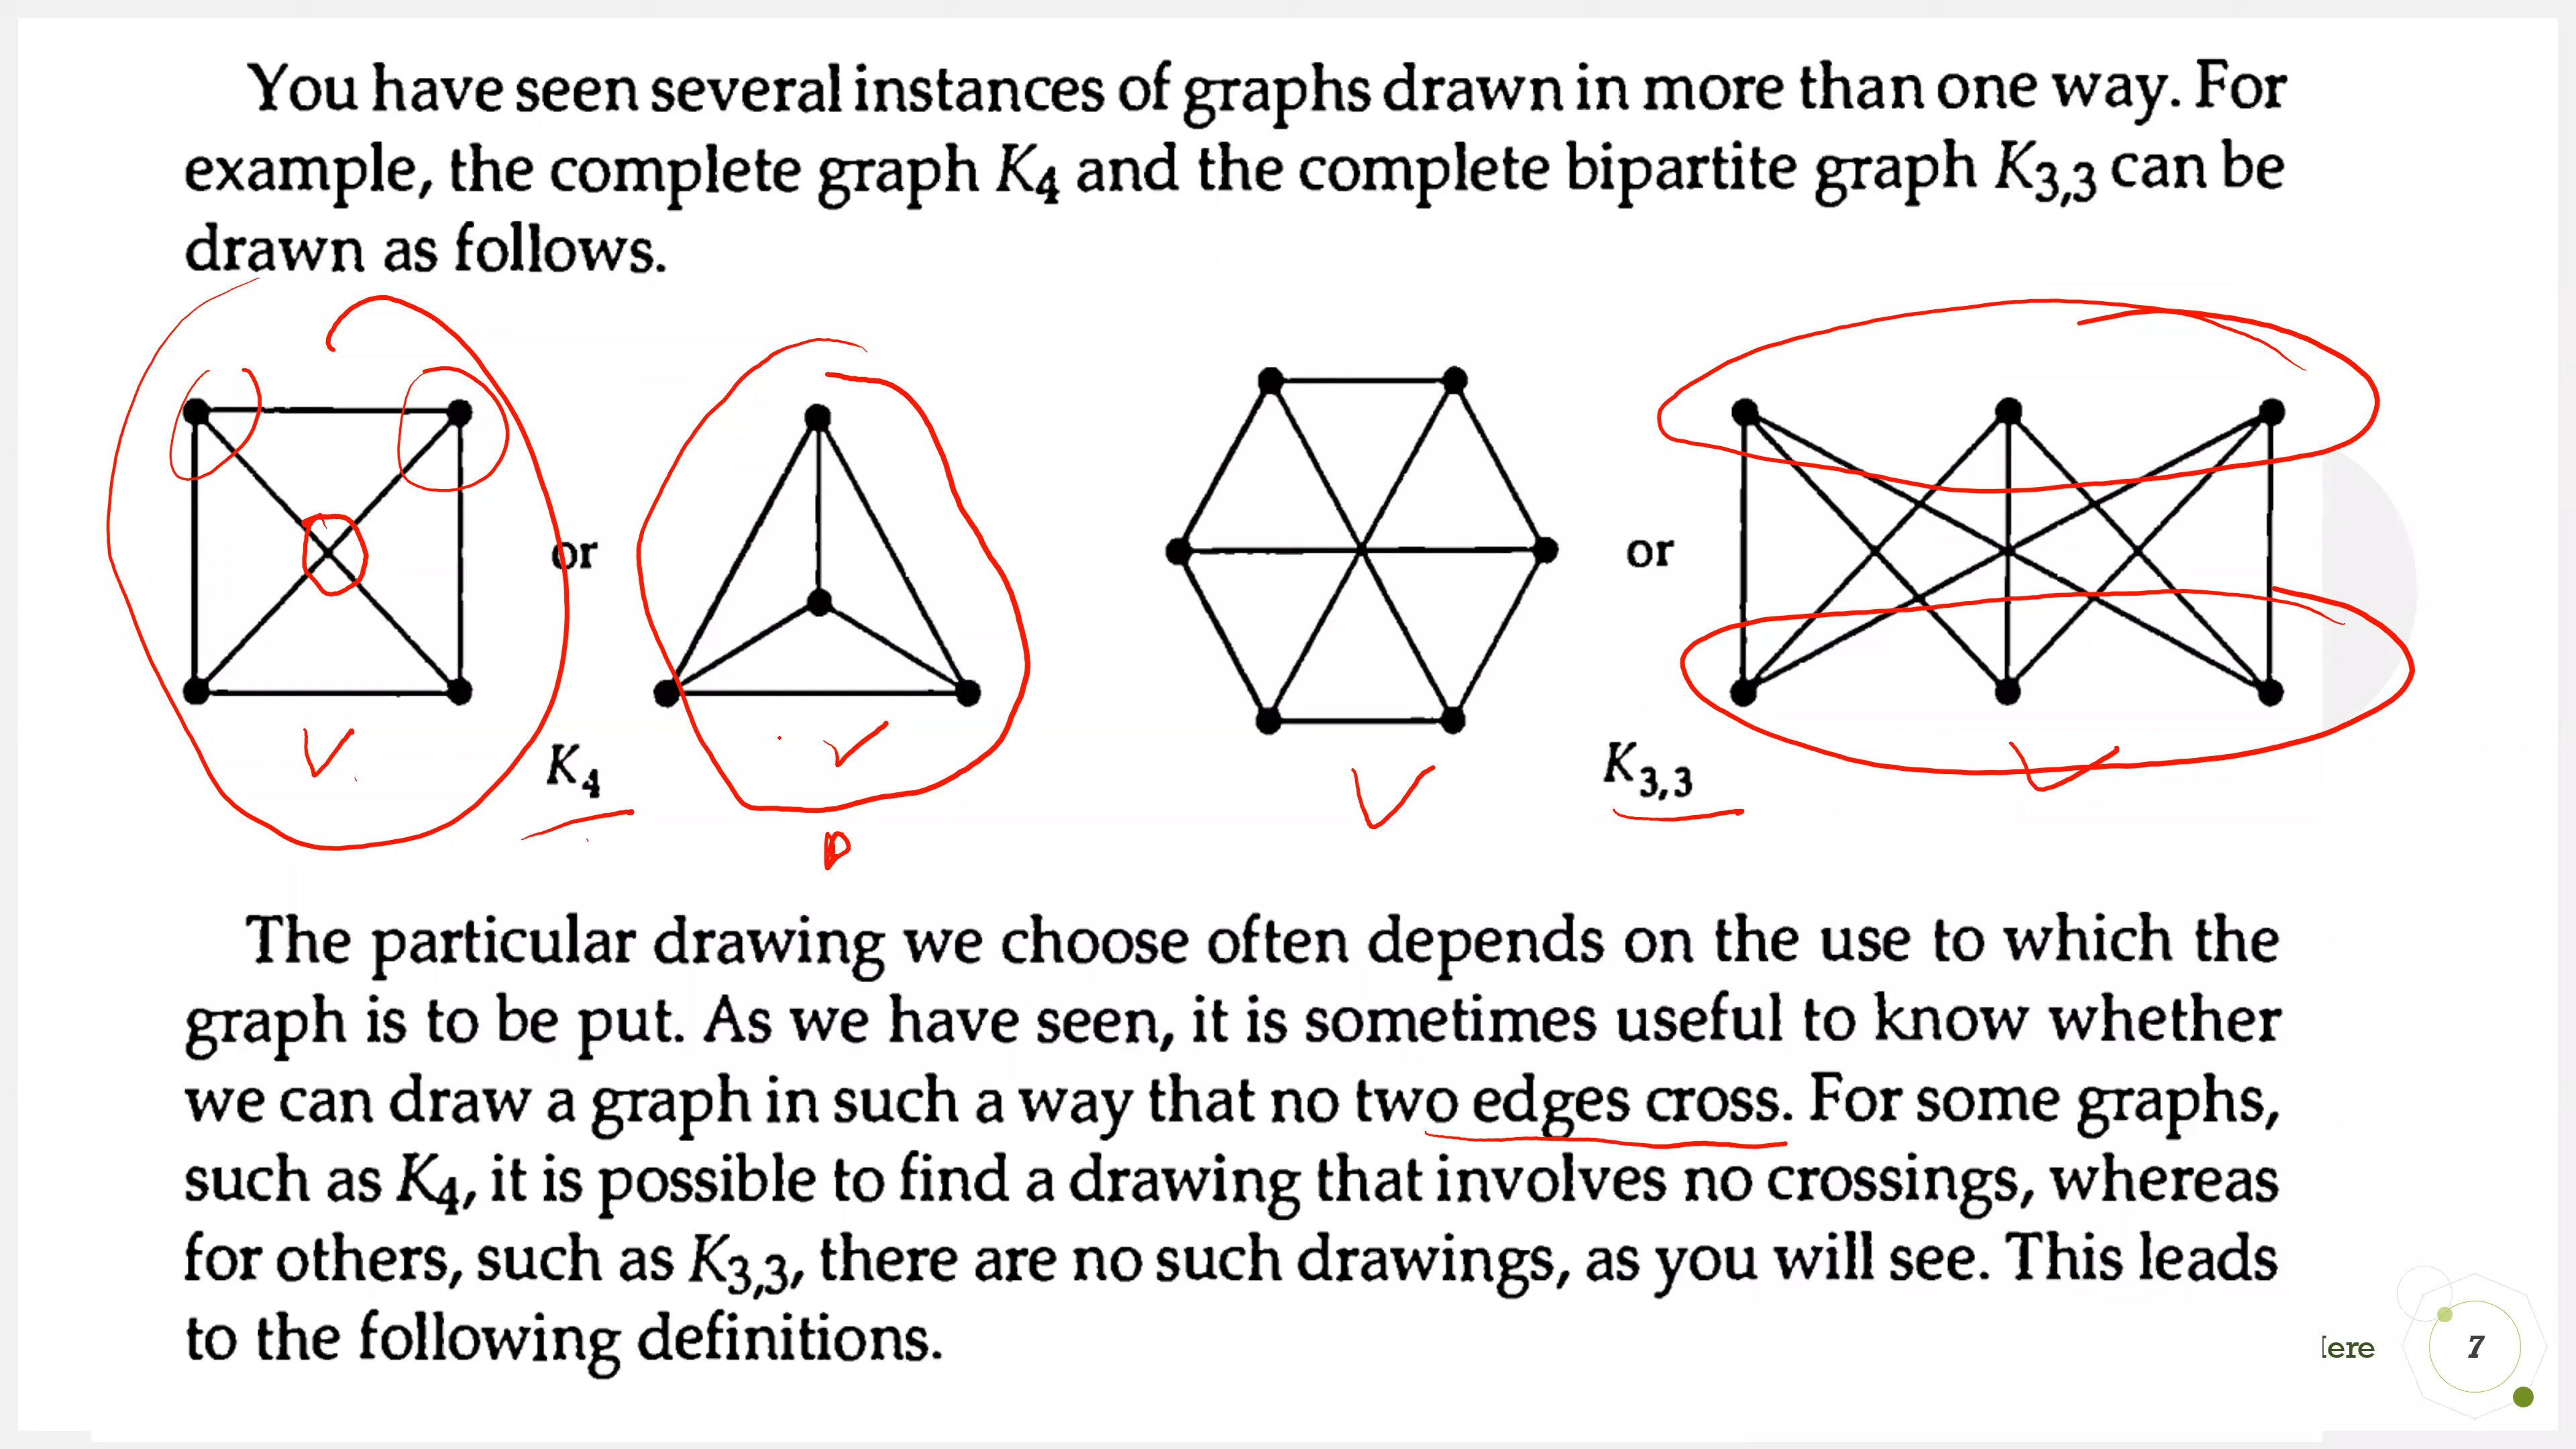 You have seen several instances of graphs drawn in more than one way. For
example, the complete graph K4 and the complete bipartite graph K3,3 can be
drawn as follows.
or
or
K4
K3,3
The particular drawing we choose often depends on the use to which the
graph is to be put. As we have seen, it is sometimes useful to know whether
we can draw a graph in such a way that no two edges cross. For some graphs,
such as K4, it is possible to find a drawing that involves no crossings, whereas
for others, such as K3,3, there are no such drawings, as you will see. This leads
to the following definitions.
7